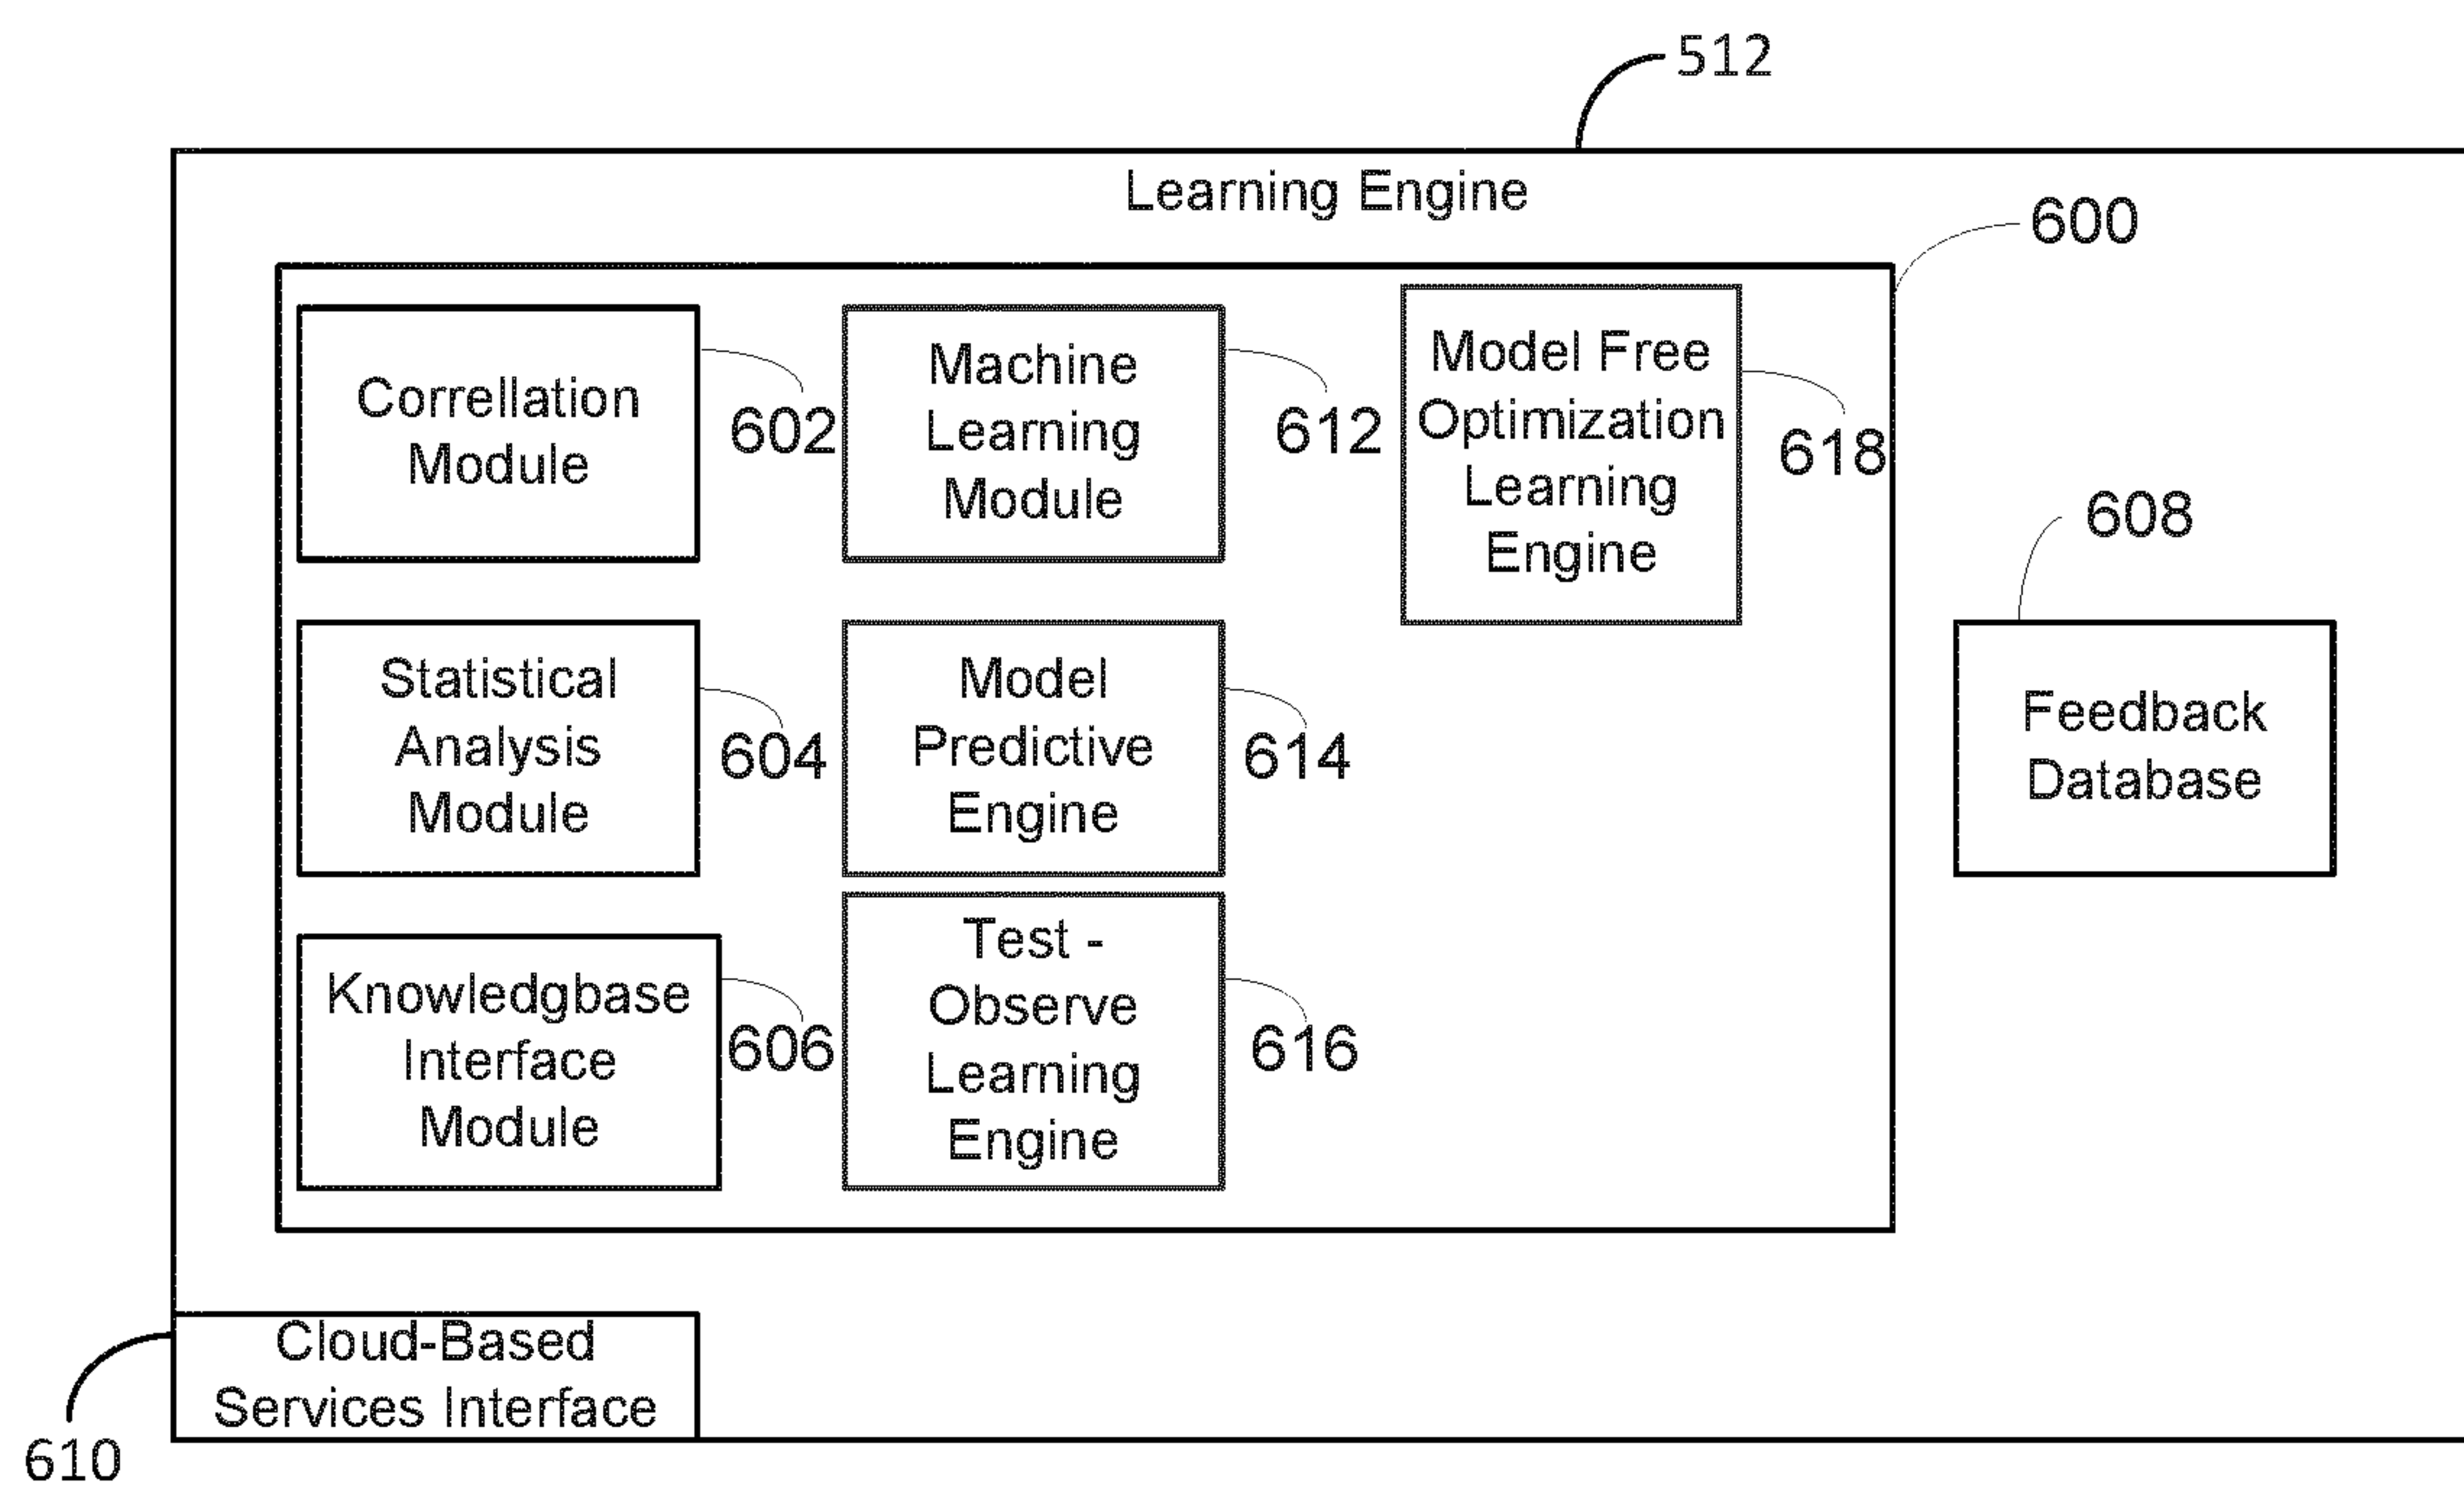 512
Learning Engine
600
Correllation
Module
602
Machine
Learning
Module
612
Model Free
Optimization
Learning
Engine
618
608
Statistical
Analysis
Module
604
Model
Predictive
Engine
614
Feedback
Database
Knowledgbase
Interface
Module
606
Test -
Observe
Learning
Engine
616
Cloud-Based
Services Interface
610